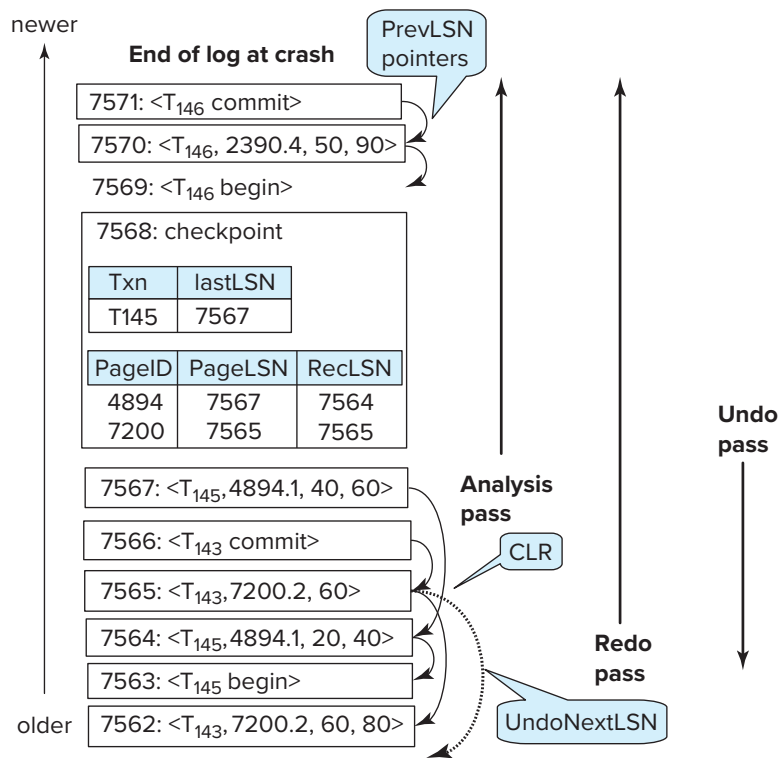 newer
End of log at crash
PrevLSN
pointers
7571: <T₁₄₆ commit>
7570: <T₁₄₆, 2390.4, 50, 90>
7569: <T₁₄₆ begin>
7568: checkpoint
Txn lastLSN
T145 7567
PageID PageLSN RecLSN
4894 7567 7564
7200 7565 7565
7567: <T₁₄₅,4894.1, 40, 60>
7566: <T₁₄₃ commit>
7565: <T₁₄₃,7200.2, 60>
7564: <T₁₄₅,4894.1, 20, 40>
7563: <T₁₄₅ begin>
older
7562: <T₁₄₃,7200.2, 60, 80>
Analysis
pass
CLR
Redo
pass
UndoNextLSN
Undo
pass